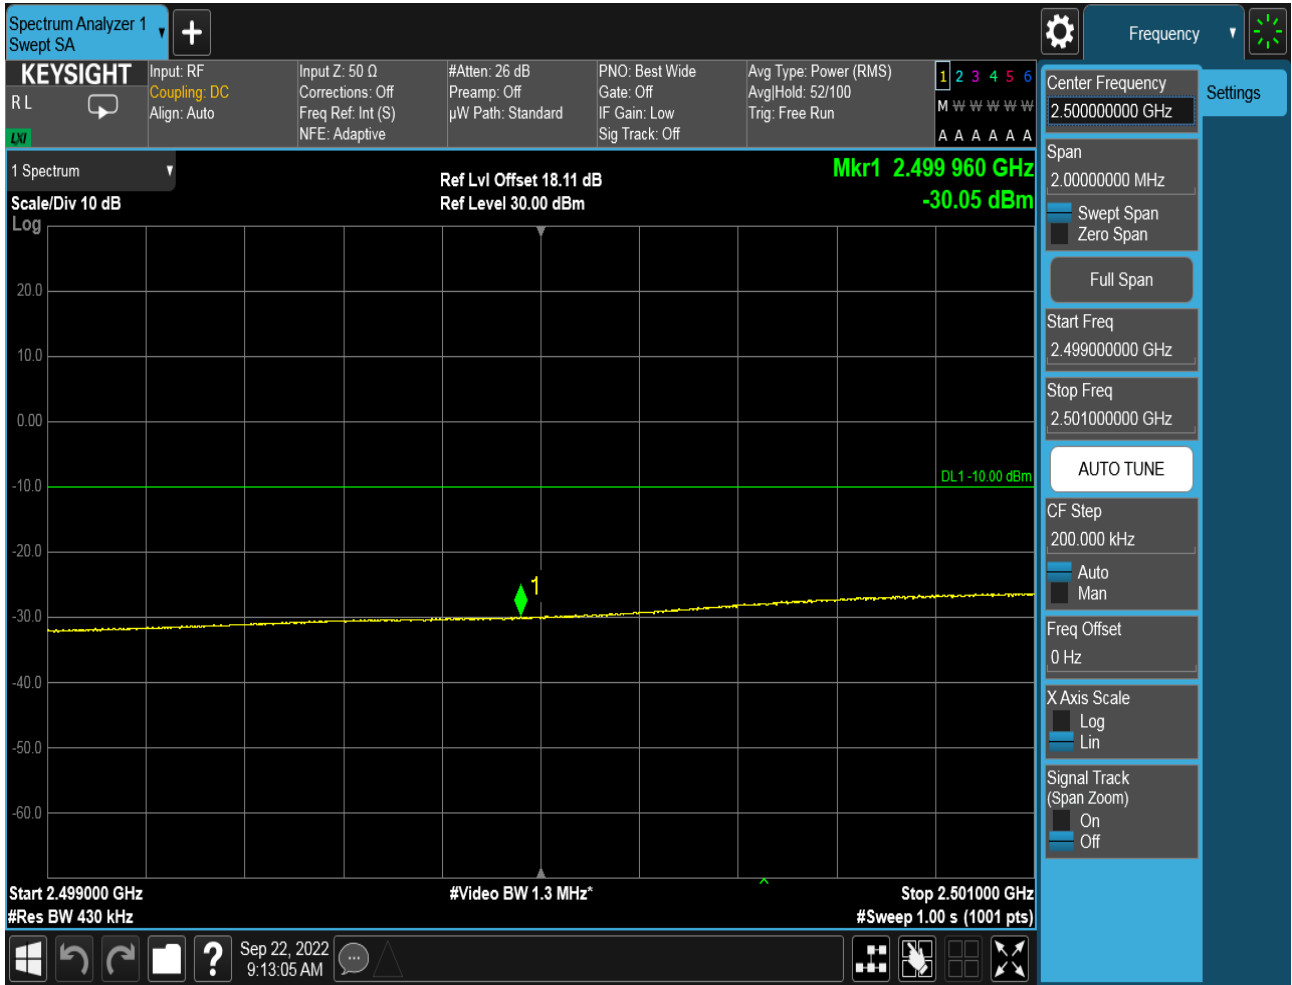 Spectrum Analyzer 1
Swept SA
Frequency
KEYSIGHT
R L
LXI
Input: RF
Coupling: DC
Align: Auto
Input Z: 50 Ω
Corrections: Off
Freq Ref: Int (S)
NFE: Adaptive
#Atten: 26 dB
Preamp: Off
µW Path: Standard
PNO: Best Wide
Gate: Off
IF Gain: Low
Sig Track: Off
Avg Type: Power (RMS)
Avg|Hold: 52/100
Trig: Free Run
1 2 3 4 5 6
M W W W W W
A A A A A A
1 Spectrum
Scale/Div 10 dB
Log
Ref Lvl Offset 18.11 dB
Ref Level 30.00 dBm
Mkr1 2.499 960 GHz
-30.05 dBm
20.0
10.0
0.00
-10.0
DL1 -10.00 dBm
-20.0
1
-30.0
-40.0
-50.0
-60.0
Start 2.499000 GHz
#Video BW 1.3 MHz*
Stop 2.501000 GHz
#Res BW 430 kHz
#Sweep 1.00 s (1001 pts)
Sep 22, 2022
9:13:05 AM
Center Frequency
2.500000000 GHz
Settings
Span
2.00000000 MHz
Swept Span
Zero Span
Full Span
Start Freq
2.499000000 GHz
Stop Freq
2.501000000 GHz
AUTO TUNE
CF Step
200.000 kHz
Auto
Man
Freq Offset
0 Hz
X Axis Scale
Log
Lin
Signal Track
(Span Zoom)
On
Off